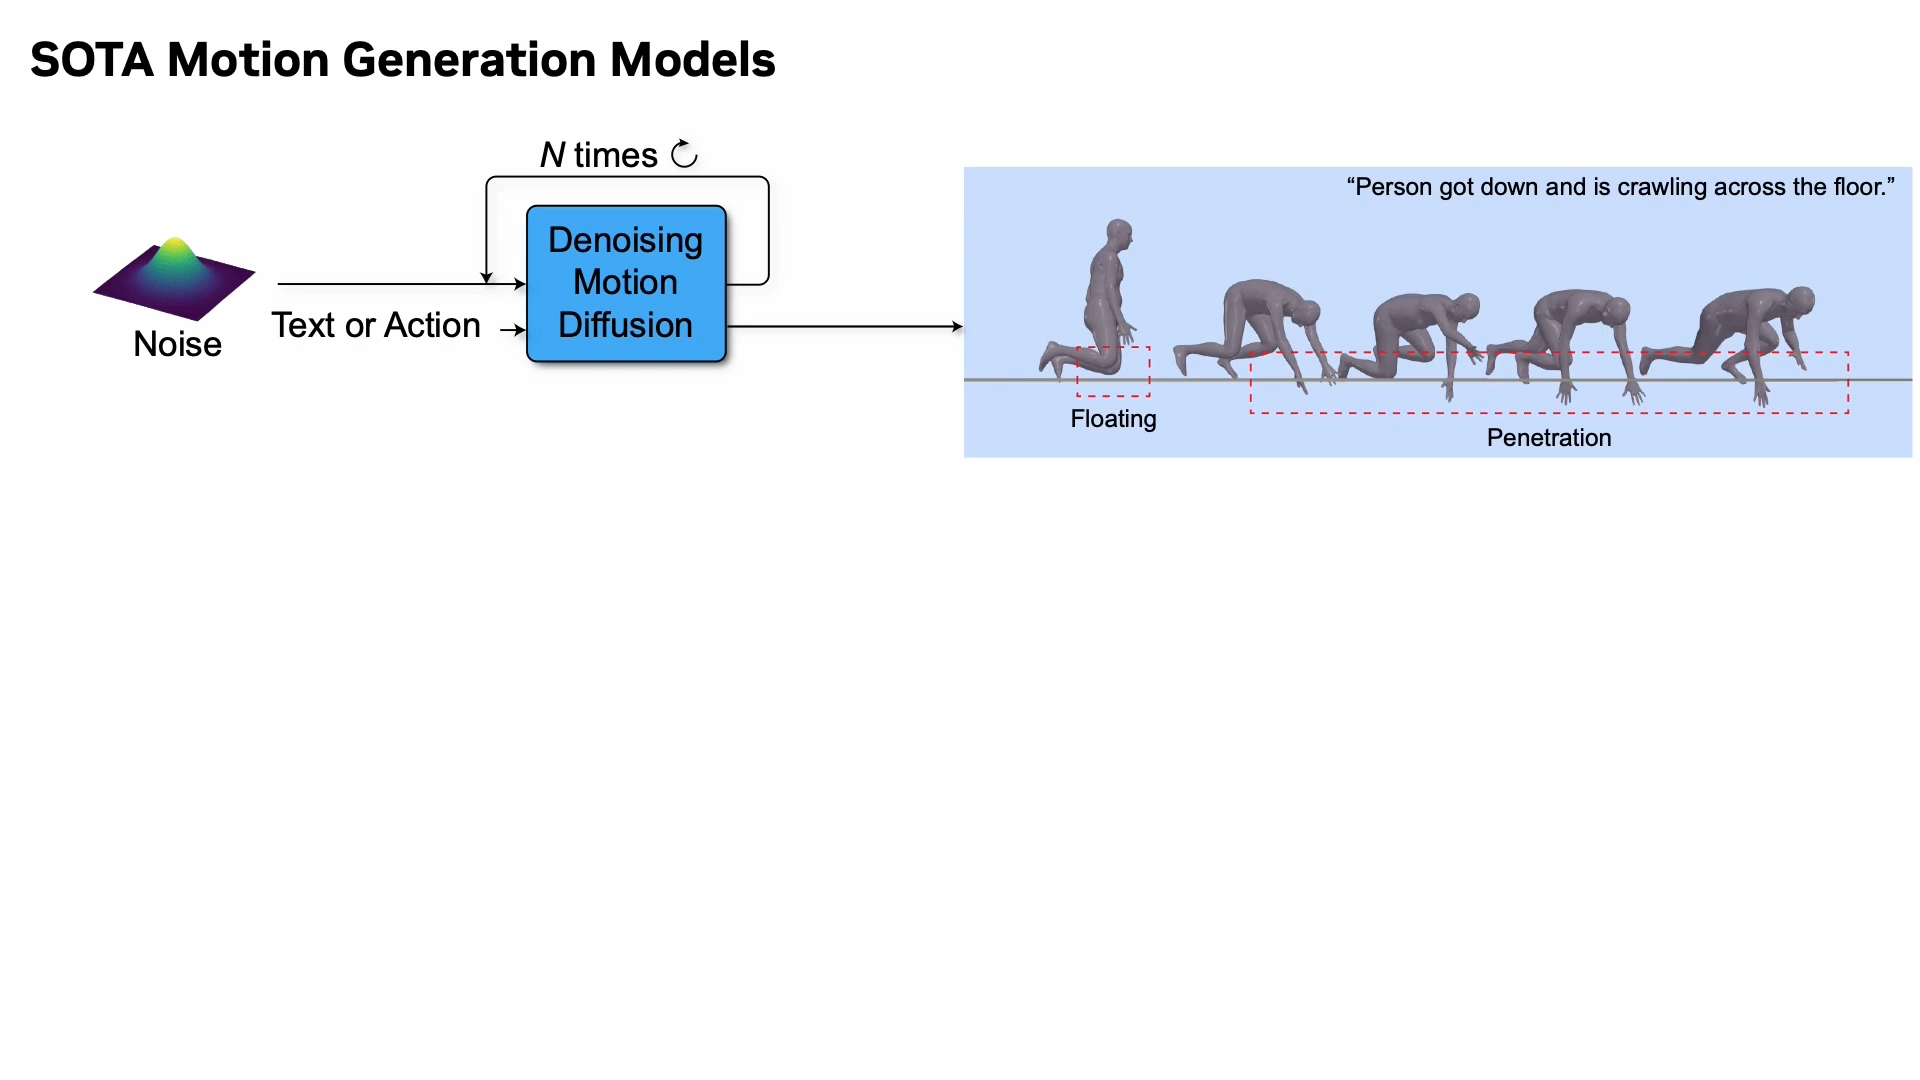 SOTA Motion Generation Models
N times
Denoising
Motion
Diffusion
Noise
Text or Action
“Person got down and is crawling across the floor.”
Floating
Penetration